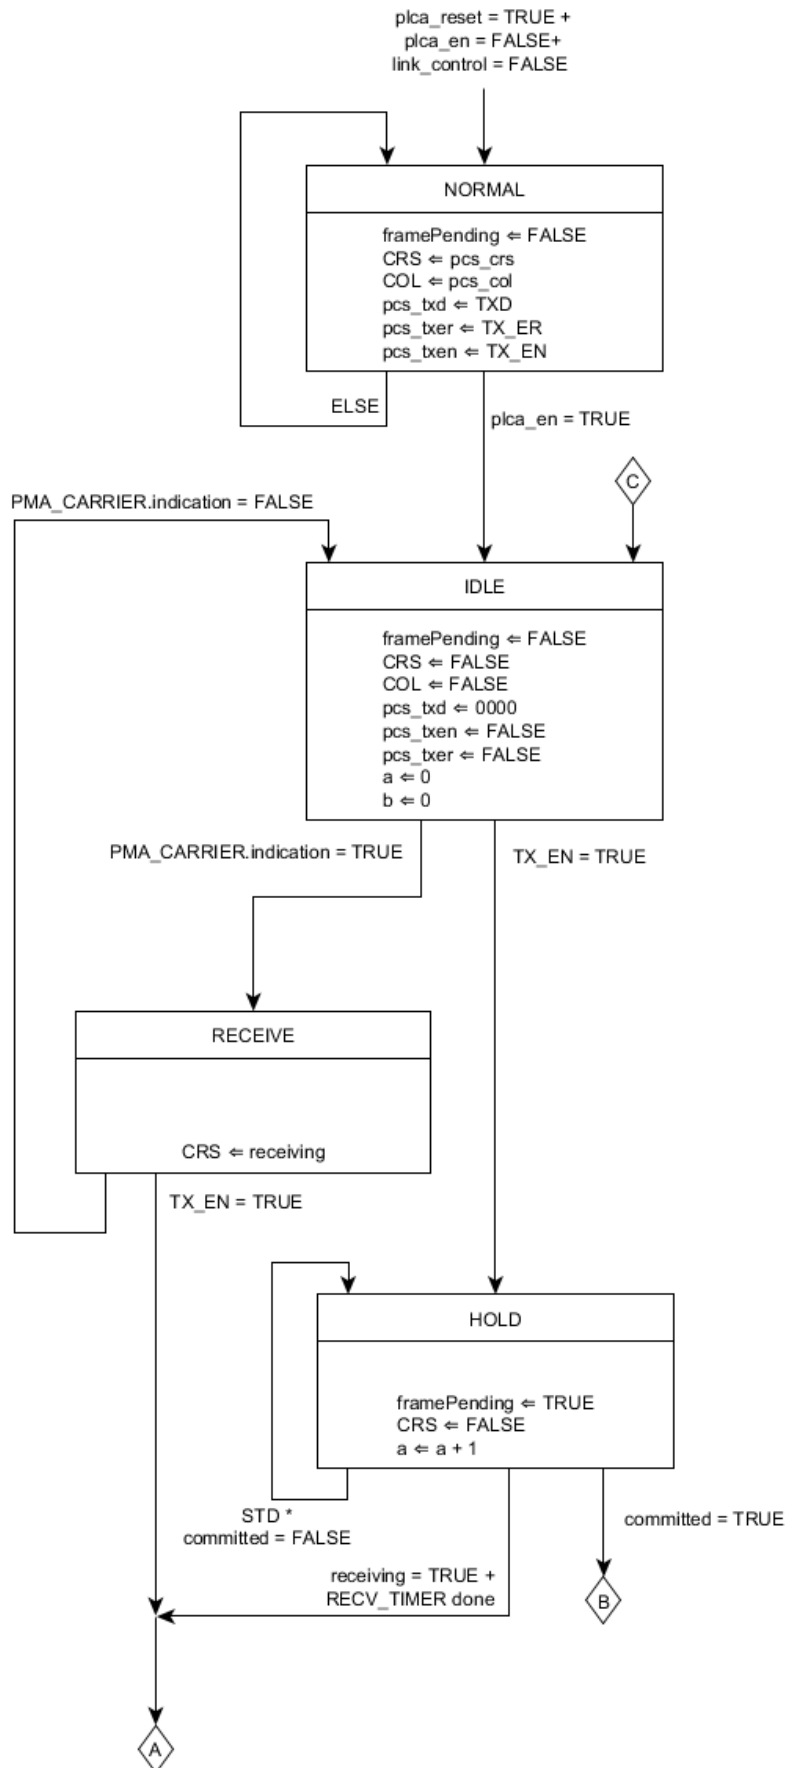 plca_reset = TRUE +
plca_en = FALSE+
link_control = FALSE
NORMAL
framePending ⇐ FALSE
CRS ⇐ pcs_crs
COL ⇐ pcs_col
pcs_txd ⇐ TXD
pcs_txer ⇐ TX_ER
pcs_txen ⇐ TX_EN
ELSE
plca_en = TRUE
C
PMA_CARRIER.indication = FALSE
IDLE
framePending ⇐ FALSE
CRS ⇐ FALSE
COL ⇐ FALSE
pcs_txd ⇐ 0000
pcs_txen ⇐ FALSE
pcs_txer ⇐ FALSE
a ⇐ 0
b ⇐ 0
PMA_CARRIER.indication = TRUE
TX_EN = TRUE
RECEIVE
CRS ⇐ receiving
TX_EN = TRUE
HOLD
framePending ⇐ TRUE
CRS ⇐ FALSE
a ⇐ a + 1
STD *
committed = FALSE
committed = TRUE
receiving = TRUE +
RECV_TIMER done
B
A